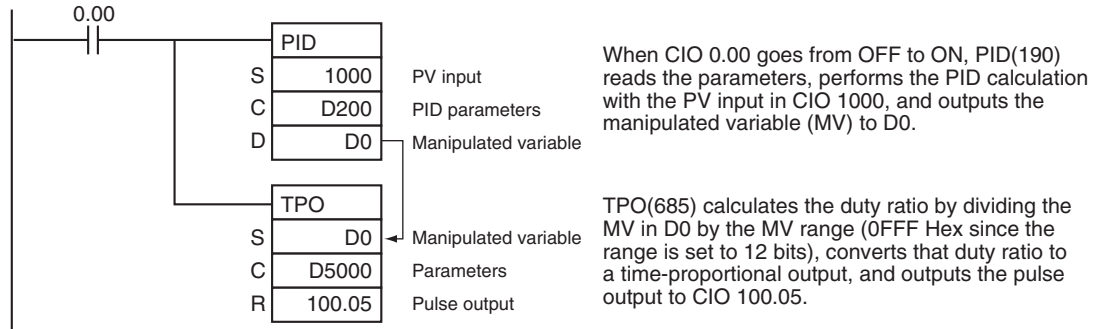 0.00
PID
S 1000 PV input
C D200 PID parameters
D D0 Manipulated variable
When CIO 0.00 goes from OFF to ON, PID(190)
reads the parameters, performs the PID calculation
with the PV input in CIO 1000, and outputs the
manipulated variable (MV) to D0.
TPO
S D0 Manipulated variable
C D5000 Parameters
R 100.05 Pulse output
TPO(685) calculates the duty ratio by dividing the
MV in D0 by the MV range (0FFF Hex since the
range is set to 12 bits), converts that duty ratio to
a time-proportional output, and outputs the pulse
output to CIO 100.05.